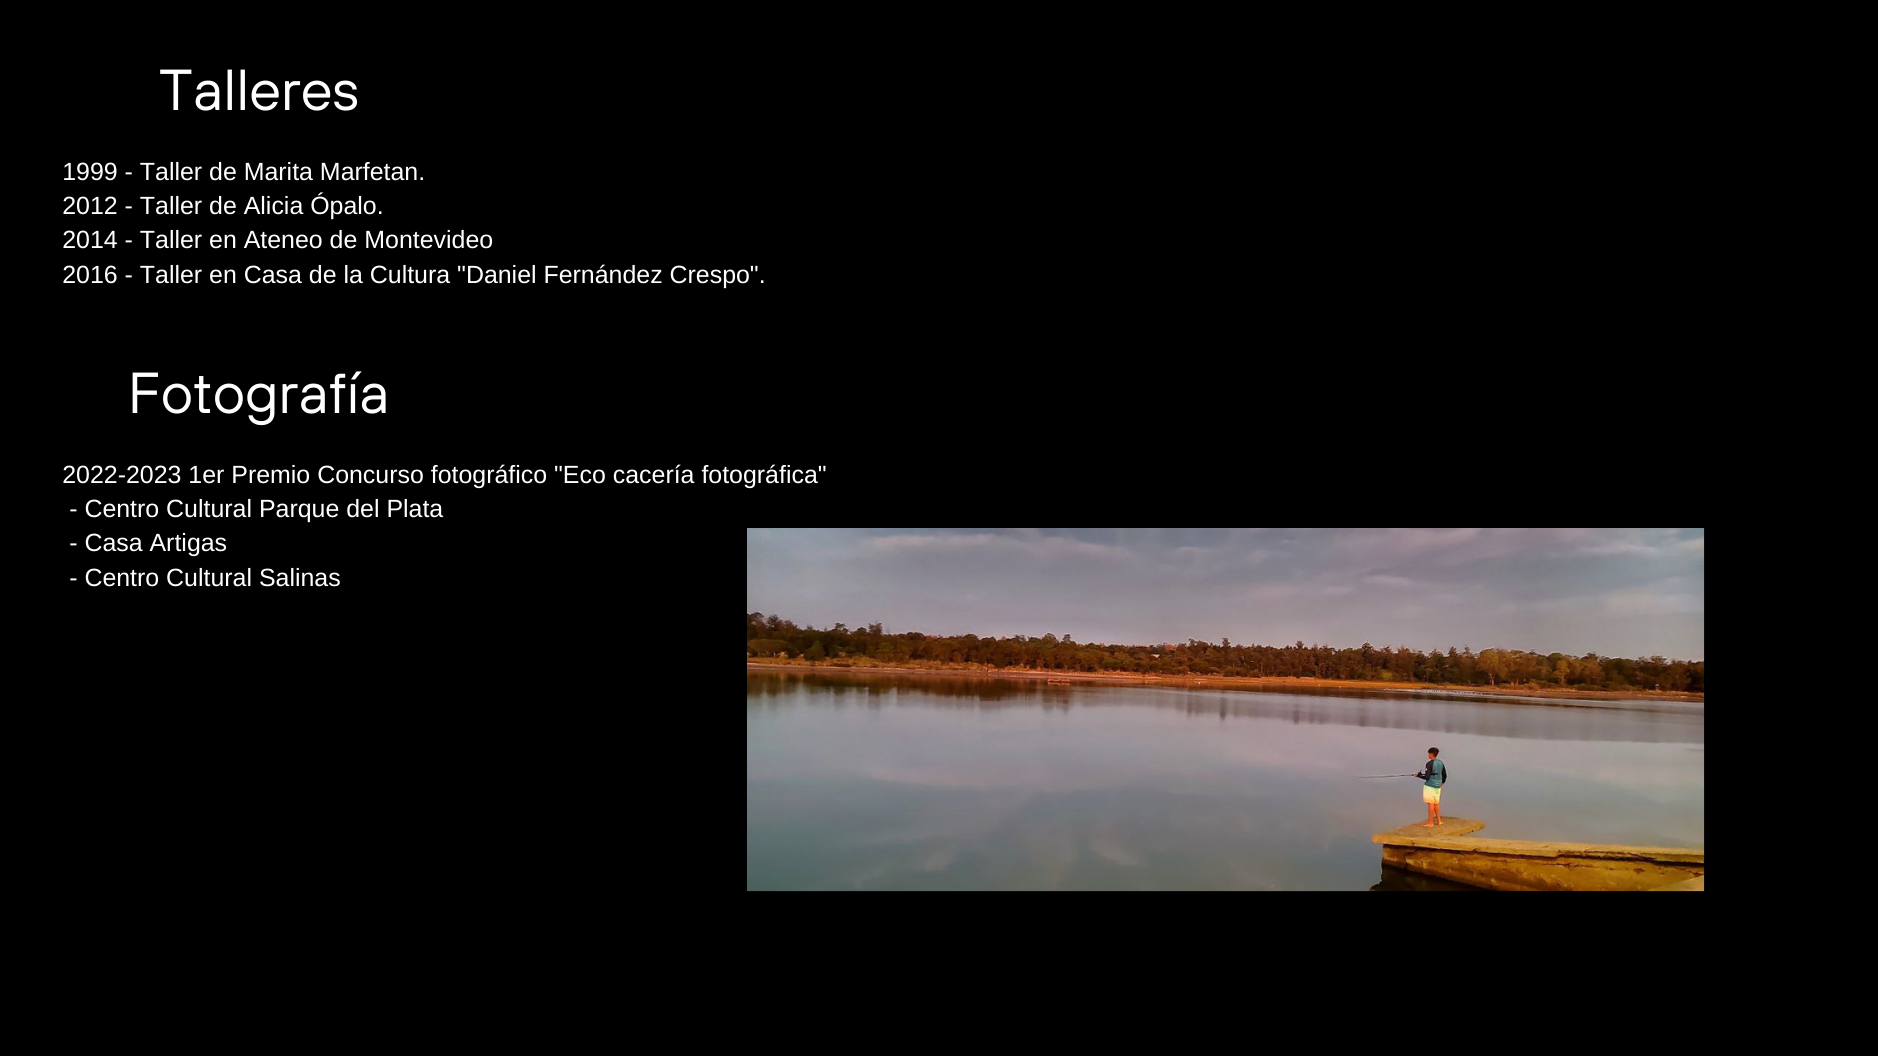 Talleres
1999 - Taller de Marita Marfetan.
2012 - Taller de Alicia Ópalo.
2014 - Taller en Ateneo de Montevideo
2016 - Taller en Casa de la Cultura "Daniel Fernández Crespo".
Fotografía
2022-2023 1er Premio Concurso fotográfico "Eco cacería fotográfica"
- Centro Cultural Parque del Plata
- Casa Artigas
- Centro Cultural Salinas